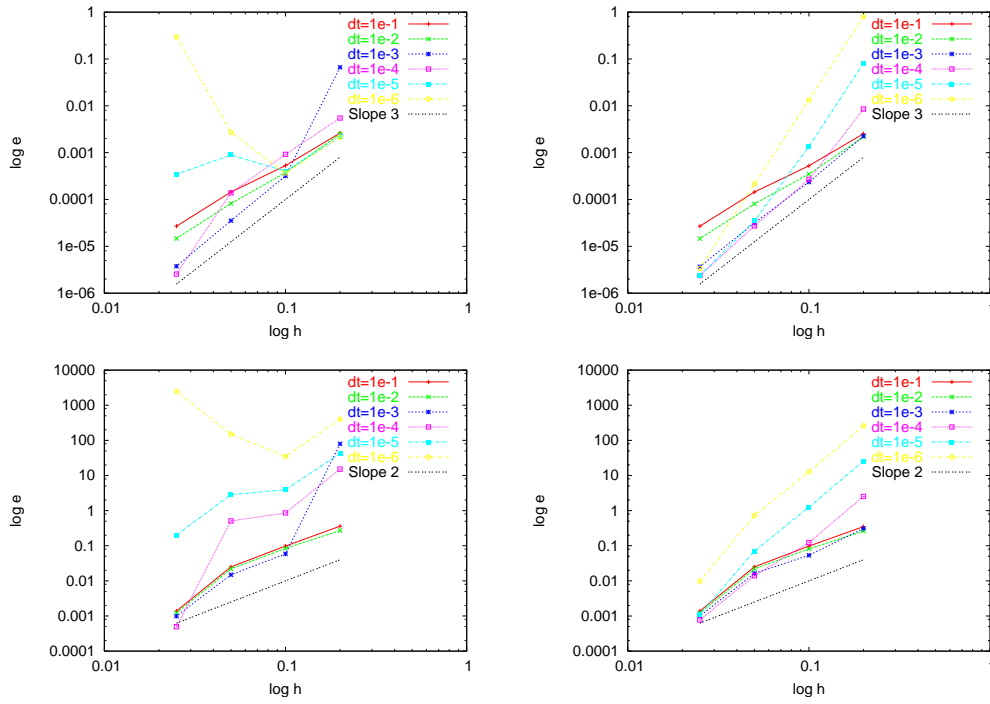 1
0.1
0.01
0.001
0.0001
1e-05
1e-06
0.01
0.1
1
log e
log h
dt=1e-1
dt=1e-2
dt=1e-3
dt=1e-4
dt=1e-5
dt=1e-6
Slope 3
1
0.1
0.01
0.001
0.0001
1e-05
1e-06
0.01
0.1
1
log e
log h
dt=1e-1
dt=1e-2
dt=1e-3
dt=1e-4
dt=1e-5
dt=1e-6
Slope 3
10000
1000
100
10
1
0.1
0.01
0.001
0.0001
0.01
0.1
1
log e
log h
dt=1e-1
dt=1e-2
dt=1e-3
dt=1e-4
dt=1e-5
dt=1e-6
Slope 2
10000
1000
100
10
1
0.1
0.01
0.001
0.0001
0.01
0.1
1
log e
log h
dt=1e-1
dt=1e-2
dt=1e-3
dt=1e-4
dt=1e-5
dt=1e-6
Slope 2